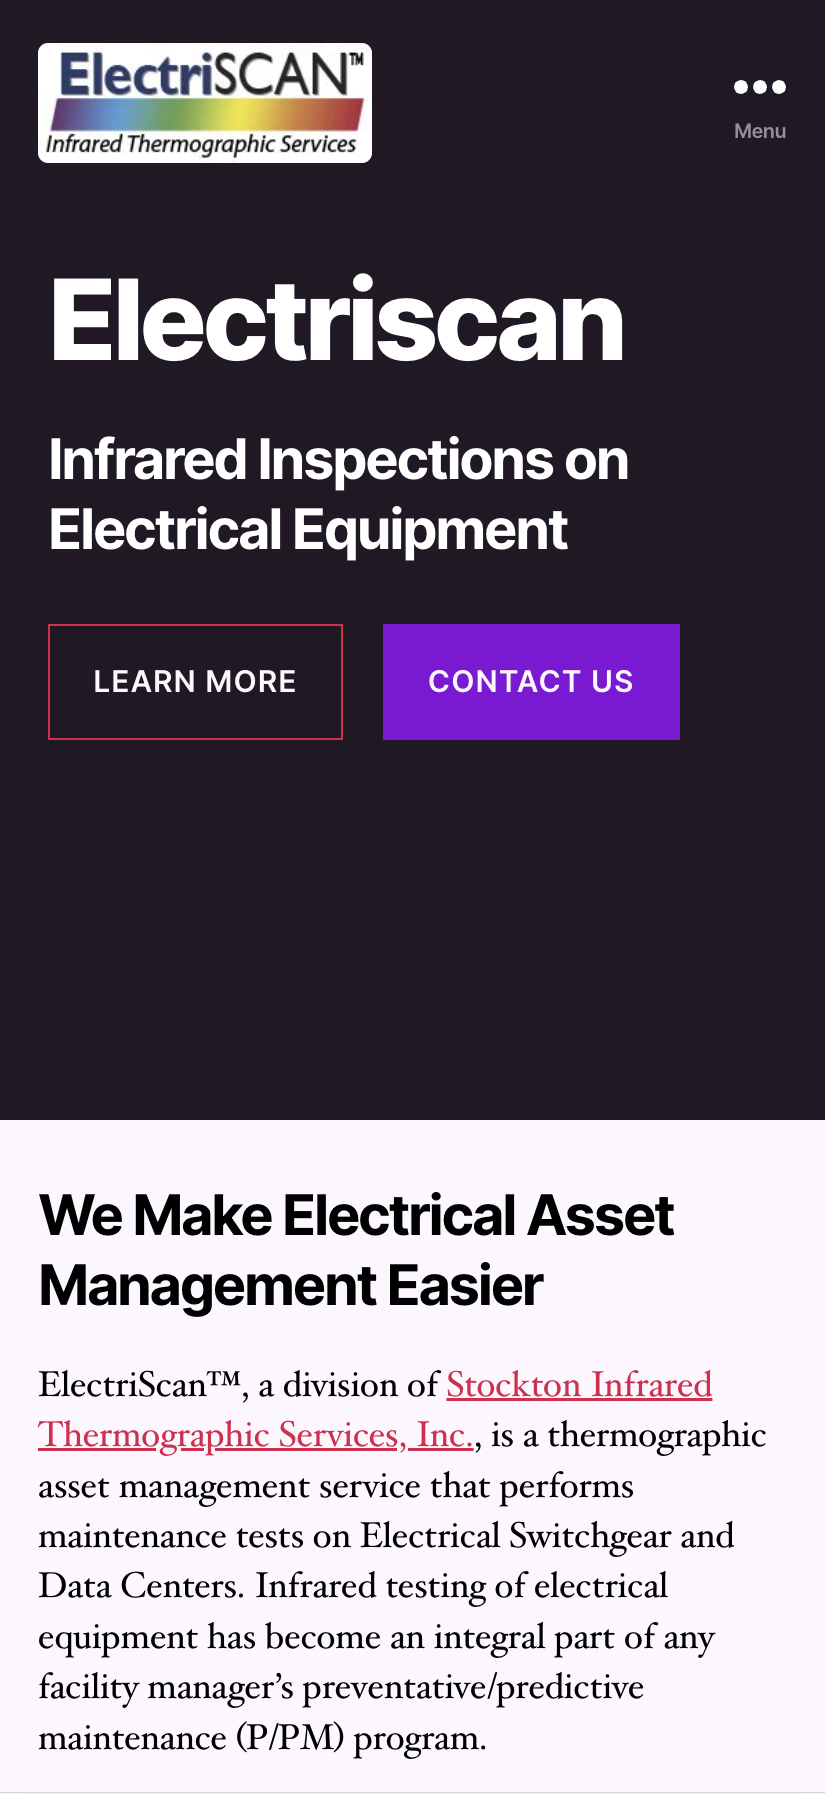 ElectriSCAN™
Infrared Thermographic Services
Menu
Electriscan
Infrared Inspections on
Electrical Equipment
LEARN MORE
CONTACT US
We Make Electrical Asset
Management Easier
ElectriScan™, a division of Stockton Infrared
Thermographic Services, Inc., is a thermographic
asset management service that performs
maintenance tests on Electrical Switchgear and
Data Centers. Infrared testing of electrical
equipment has become an integral part of any
facility manager’s preventative/predictive
maintenance (P/PM) program.